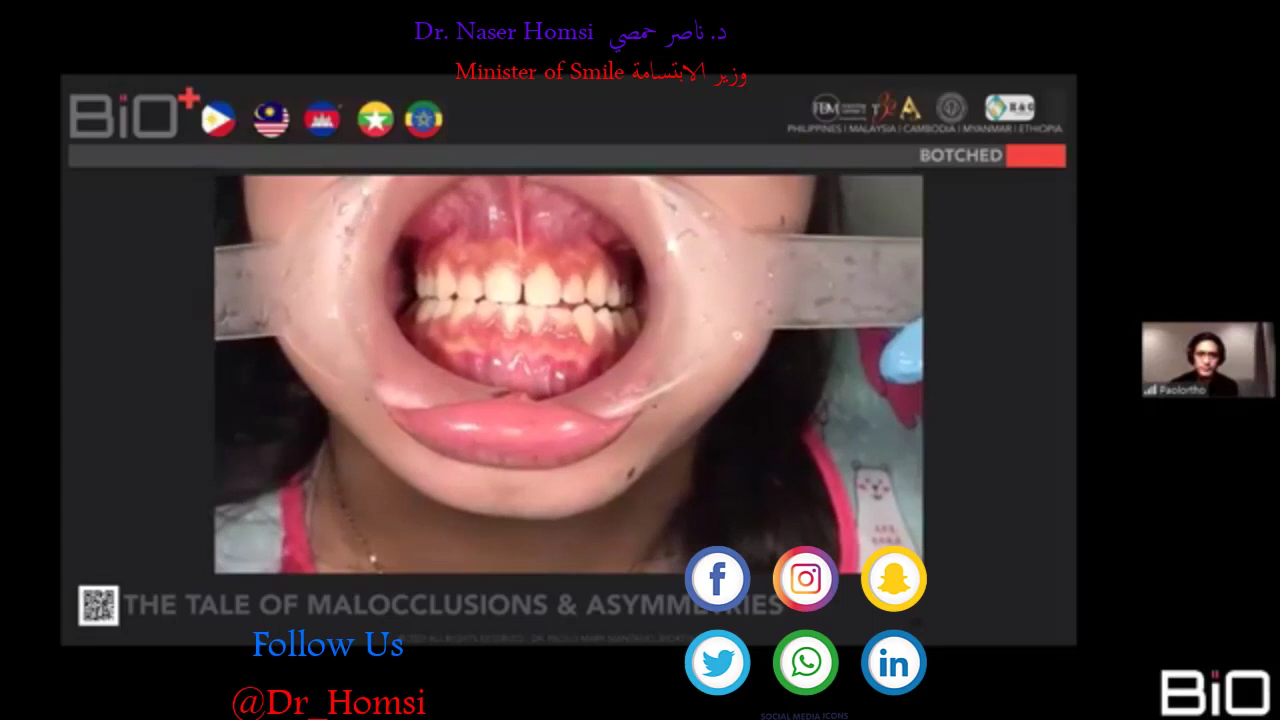 Dr. Naser Homsi د. ناصر حمصي
Minister of Smile وزير الابتسامة
BiO+
PHILIPPINES | MALAYSIA | CAMBODIA | MYANMAR | ETHIOPIA
BOTCHED
Paolortho
THE TALE OF MALOCCLUSIONS & ASYMMETRIES
Follow Us
@Dr_Homsi
SOCIAL MEDIA ICONS
BiO